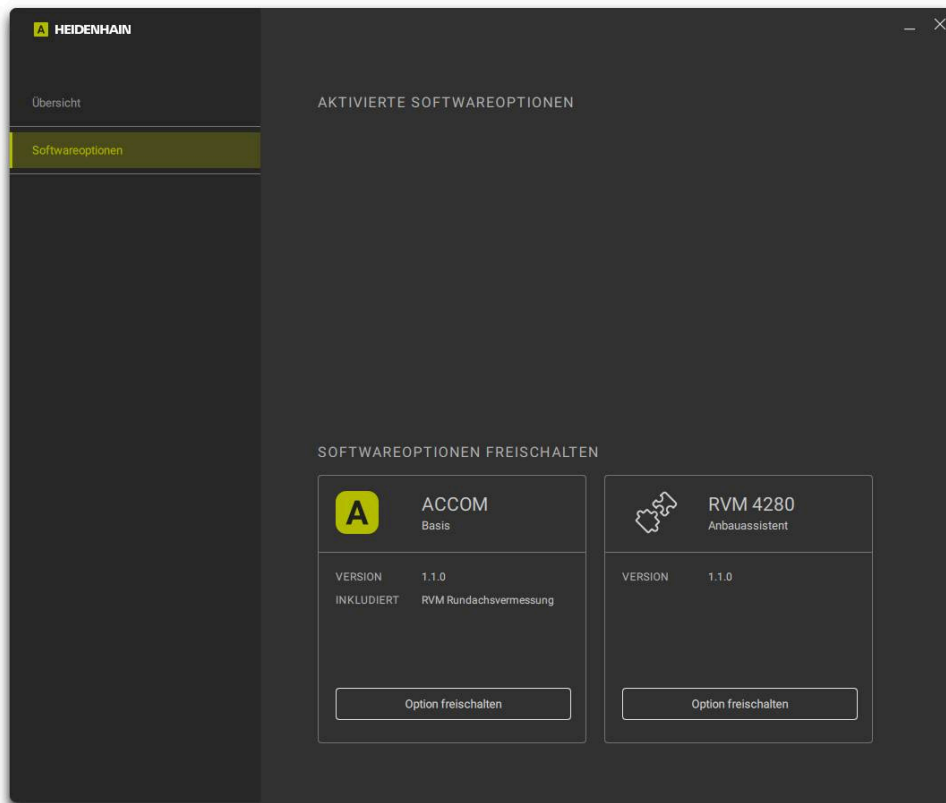 A HEIDENHAIN
Übersicht
Softwareoptionen
AKTIVIERTE SOFTWAREOPTIONEN
SOFTWAREOPTIONEN FREISCHALTEN
A
ACCOM
Basis
VERSION 1.1.0
INKLUDIERT RVM Rundachsvermessung
Option freischalten
RVM 4280
Anbauassistent
VERSION 1.1.0
Option freischalten